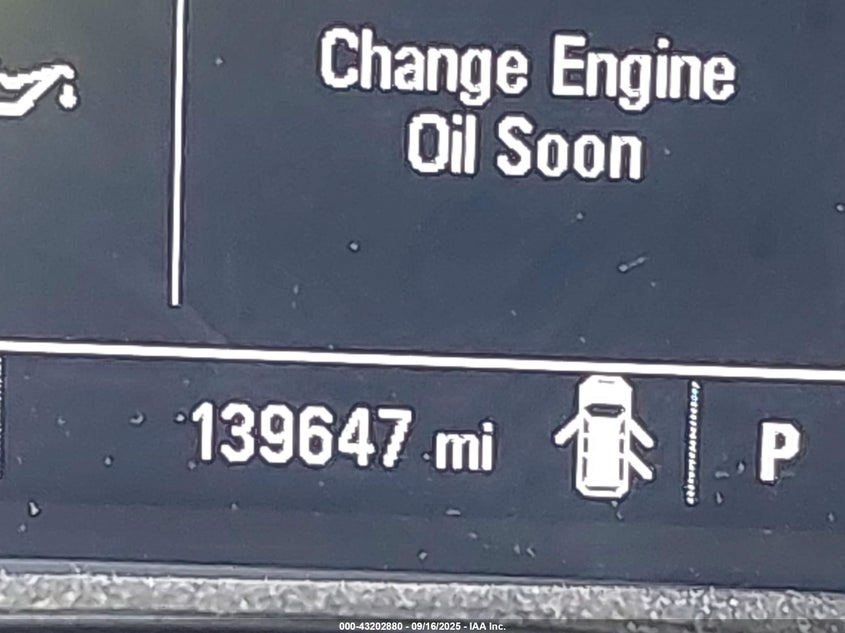 Change Engine
Oil Soon
139647 mi P
000-43202880 - 09/16/2025 - IAA Inc.